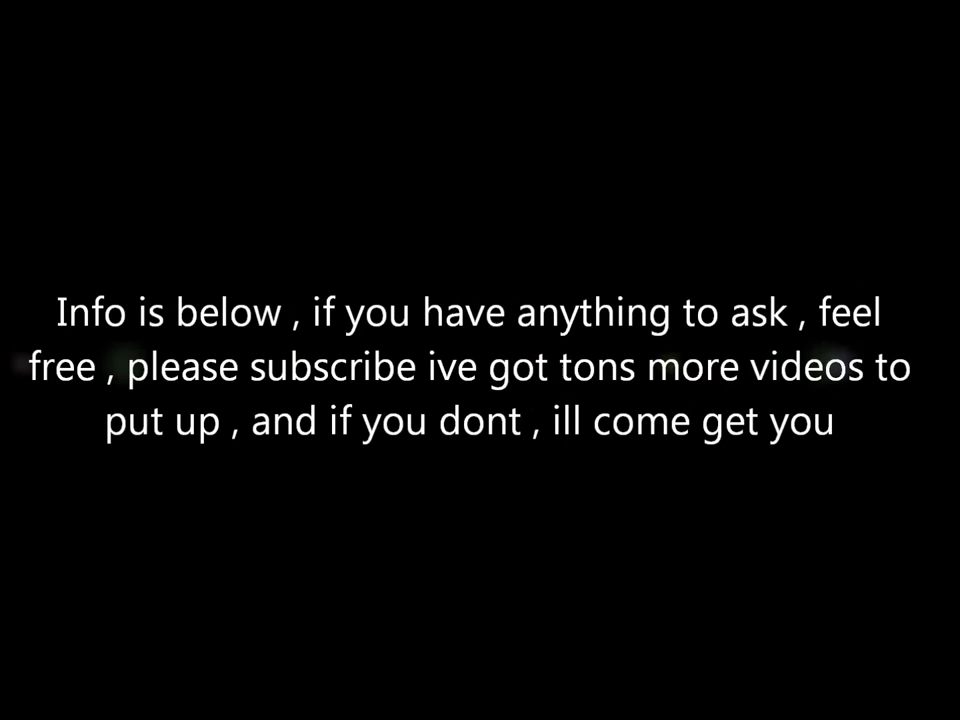 Info is below , if you have anything to ask , feel
free , please subscribe ive got tons more videos to
put up , and if you dont , ill come get you